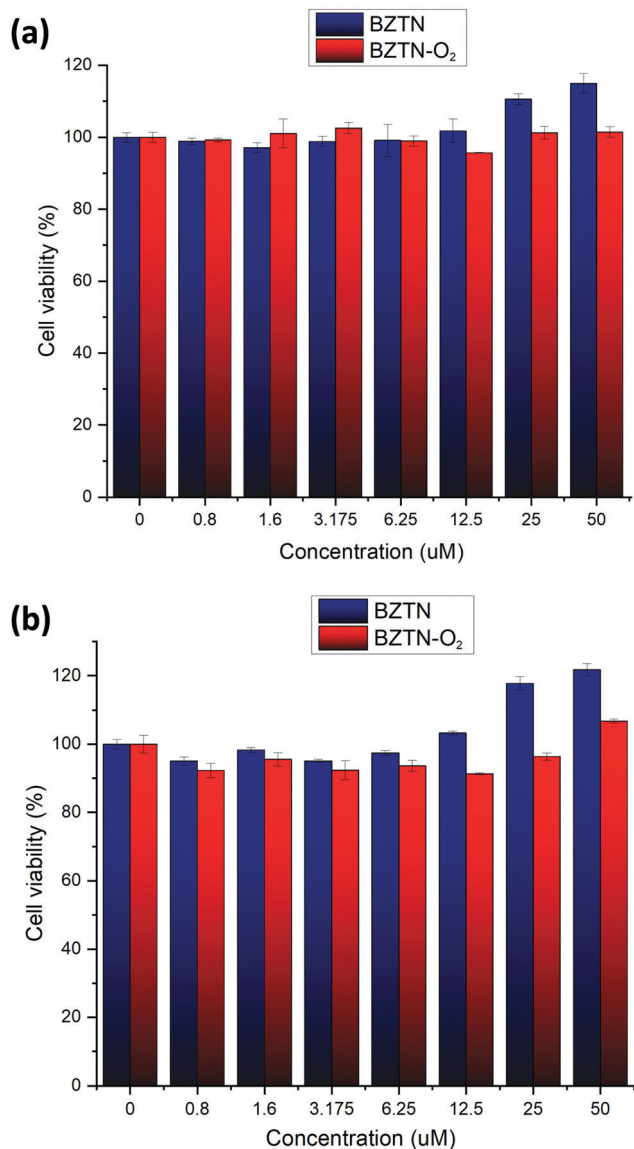 (a)
BZTN
BZTN-O₂
120
100
80
60
40
20
0
Cell viability (%)
0 0.8 1.6 3.175 6.25 12.5 25 50
Concentration (uM)
(b)
BZTN
BZTN-O₂
120
100
80
60
40
20
0
Cell viability (%)
0 0.8 1.6 3.175 6.25 12.5 25 50
Concentration (uM)